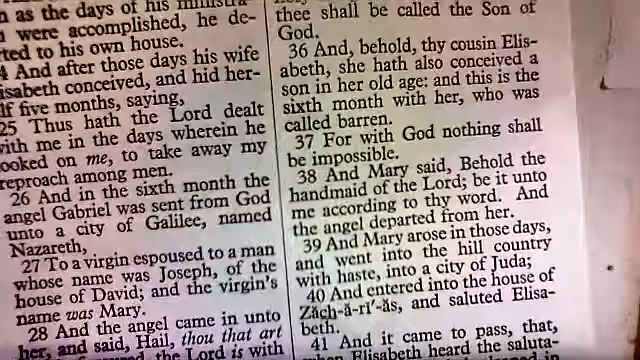 n as the days of his ministra-
were accomplished, he de-
ted to his own house.
4 And after those days his wife
isabeth conceived, and hid her-
lf five months, saying,
25 Thus hath the Lord dealt
with me in the days wherein he
ooked on me, to take away my
reproach among men.
26 And in the sixth month the
angel Gabriel was sent from God
unto a city of Galilee, named
Nazareth,
27 To a virgin espoused to a man
whose name was Joseph, of the
house of David; and the virgin's
name was Mary.
28 And the angel came in unto
her, and said, Hail, thou that art
the Lord is with
thee shall be called the Son of
God.
36 And, behold, thy cousin Elis-
abeth, she hath also conceived a
son in her old age: and this is the
sixth month with her, who was
called barren.
37 For with God nothing shall
be impossible.
38 And Mary said, Behold the
handmaid of the Lord; be it unto
me according to thy word. And
the angel departed from her.
39 And Mary arose in those days,
and went into the hill country
with haste, into a city of Juda;
40 And entered into the house of
Zăch-ă-rī'-ăs, and saluted Elisa-
beth.
41 And it came to pass, that,
when Elisabeth heard the saluta-